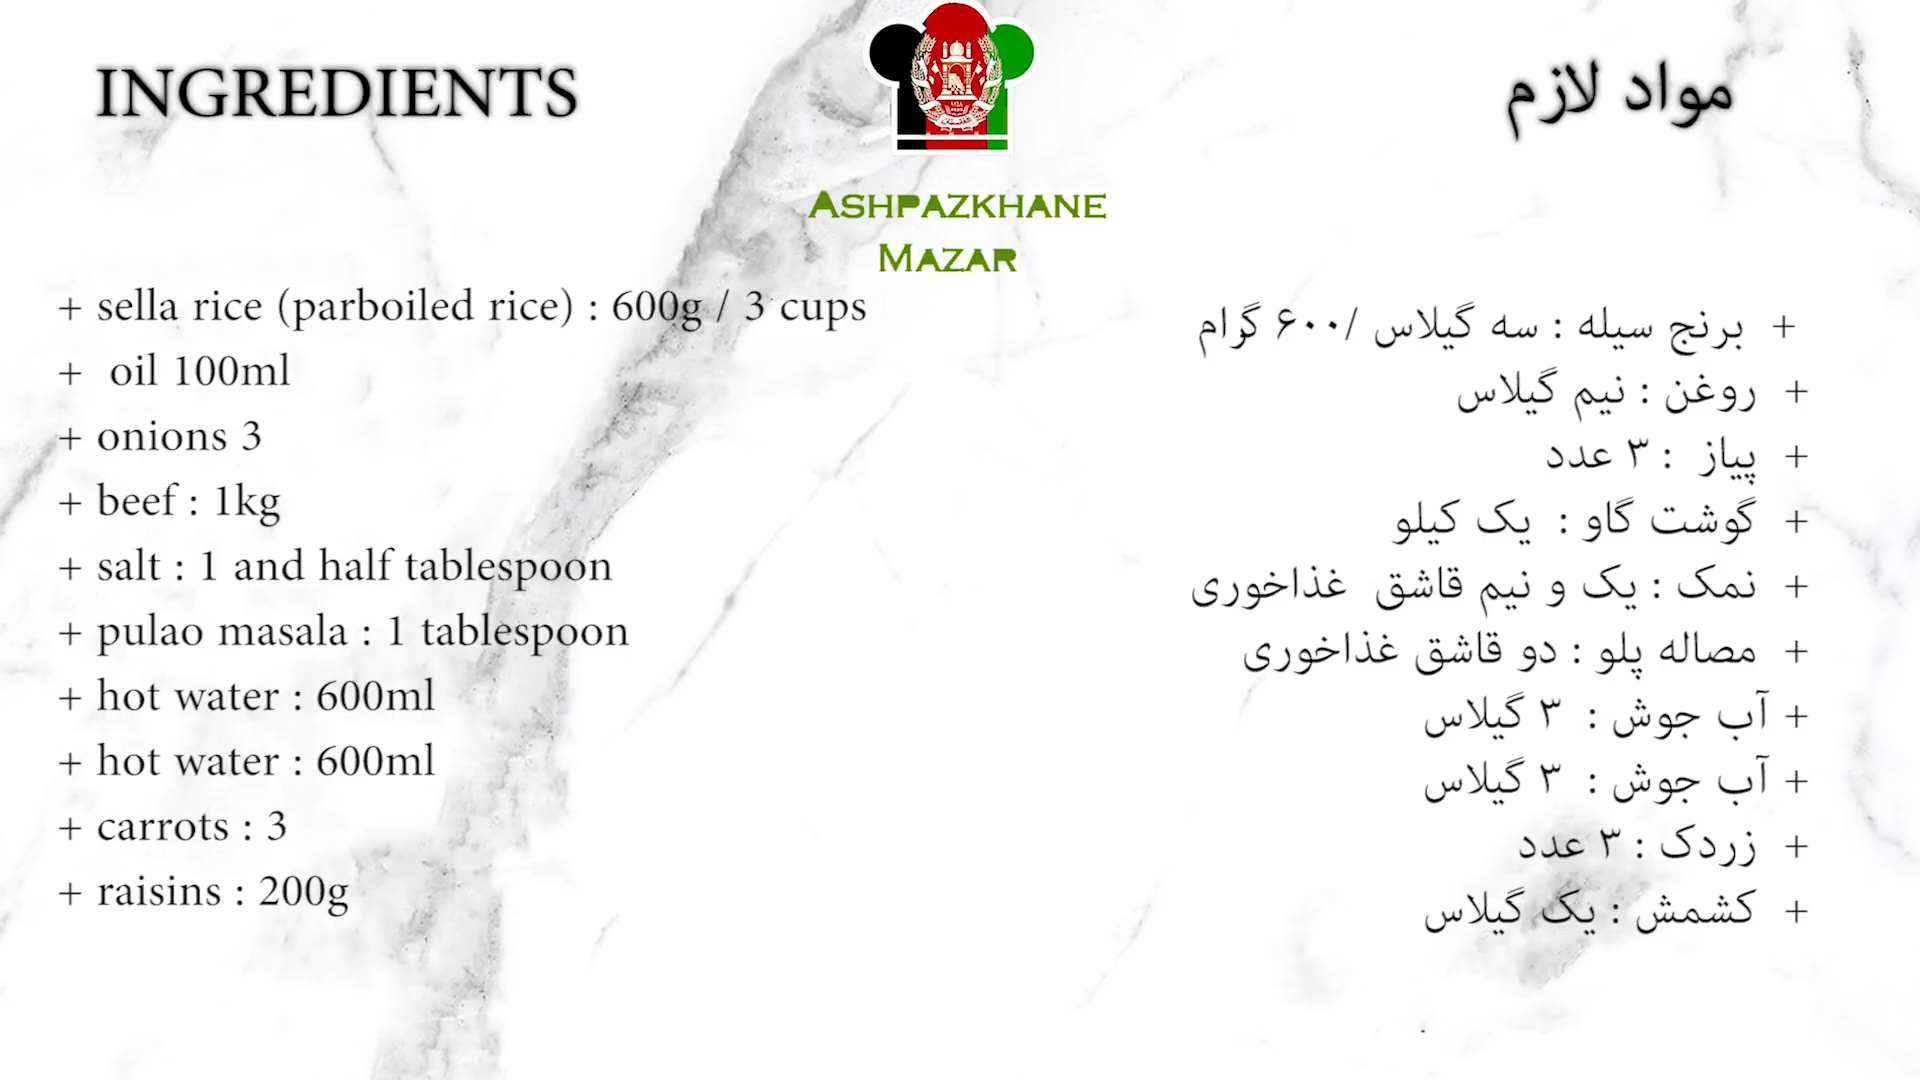 INGREDIENTS
مواد لازم
ASHPAZKHANE
MAZAR
+ sella rice (parboiled rice) : 600g / 3 cups
+ oil 100ml
+ onions 3
+ beef : 1kg
+ salt : 1 and half tablespoon
+ pulao masala : 1 tablespoon
+ hot water : 600ml
+ hot water : 600ml
+ carrots : 3
+ raisins : 200g
+ برنج سیله : سه گیلاس /۶۰۰ گرام
+ روغن : نیم گیلاس
+ پیاز : ۳ عدد
+ گوشت گاو : یک کیلو
+ نمک : یک و نیم قاشق غذاخوری
+ مصاله پلو : دو قاشق غذاخوری
+ آب جوش : ۳ گیلاس
+ آب جوش : ۳ گیلاس
+ زردک : ۳ عدد
+ کشمش : یک گیلاس